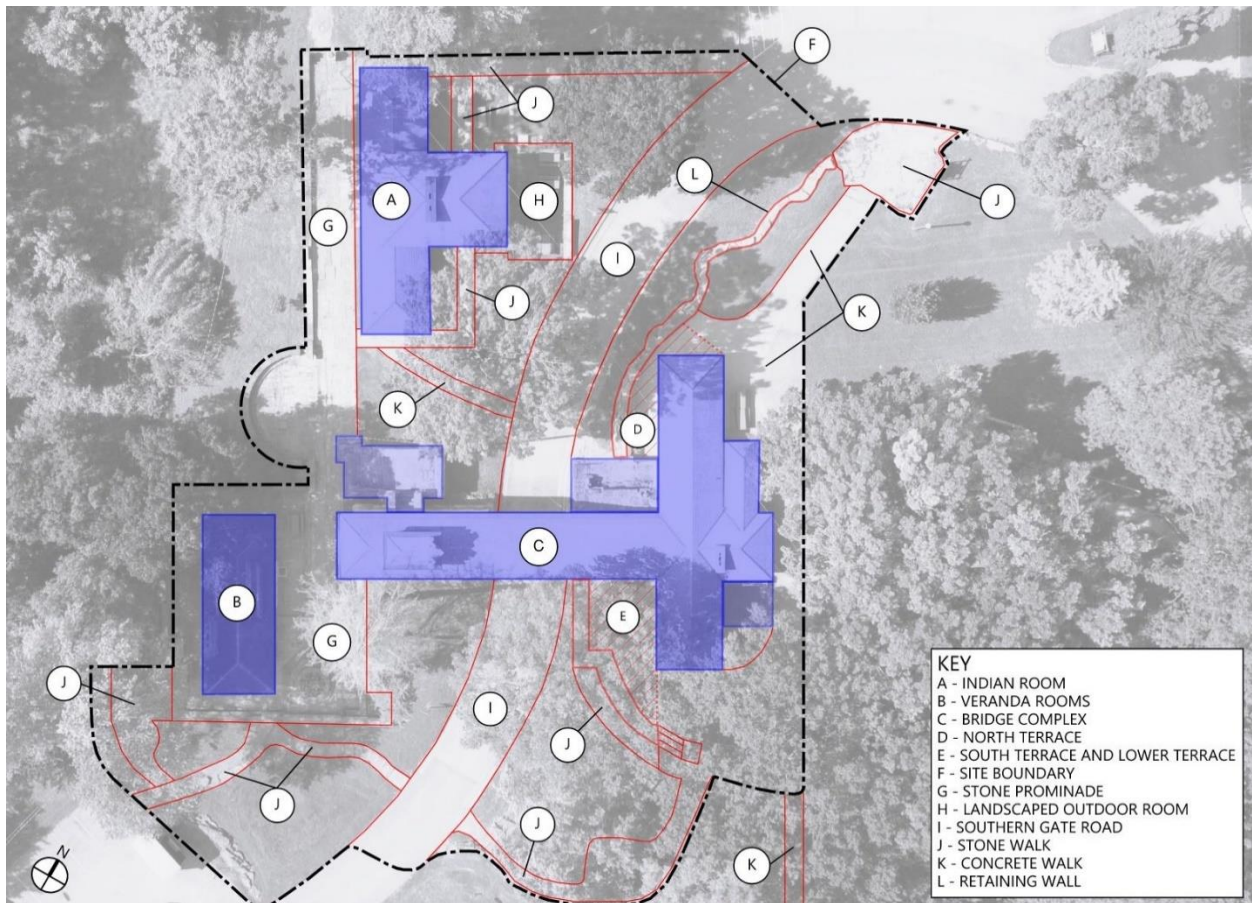 F
J
A
H
G
L
J
I
J
K
K
D
C
B
E
G
J
I
J
J
J
K
N
KEY
A - INDIAN ROOM
B - VERANDA ROOMS
C - BRIDGE COMPLEX
D - NORTH TERRACE
E - SOUTH TERRACE AND LOWER TERRACE
F - SITE BOUNDARY
G - STONE PROMINADE
H - LANDSCAPED OUTDOOR ROOM
I - SOUTHERN GATE ROAD
J - STONE WALK
K - CONCRETE WALK
L - RETAINING WALL